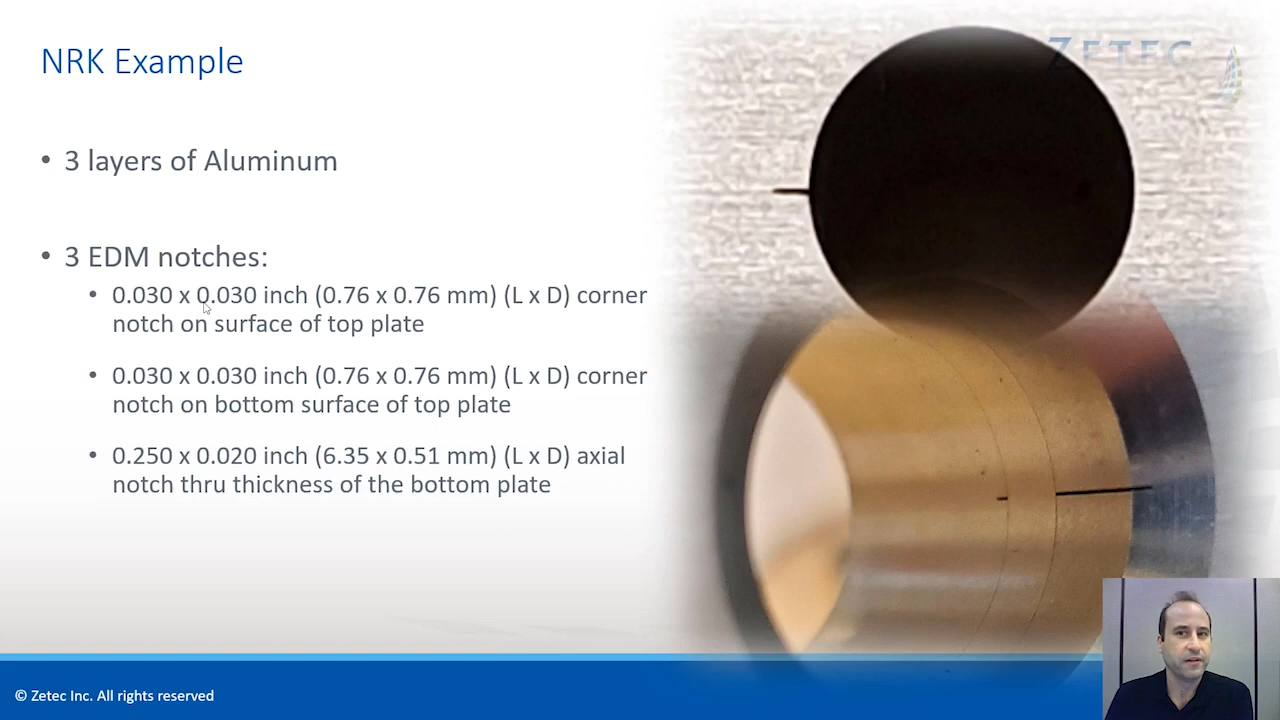 NRK Example
ZETEC
• 3 layers of Aluminum
• 3 EDM notches:
• 0.030 x 0.030 inch (0.76 x 0.76 mm) (L x D) corner
notch on surface of top plate
• 0.030 x 0.030 inch (0.76 x 0.76 mm) (L x D) corner
notch on bottom surface of top plate
• 0.250 x 0.020 inch (6.35 x 0.51 mm) (L x D) axial
notch thru thickness of the bottom plate
© Zetec Inc. All rights reserved